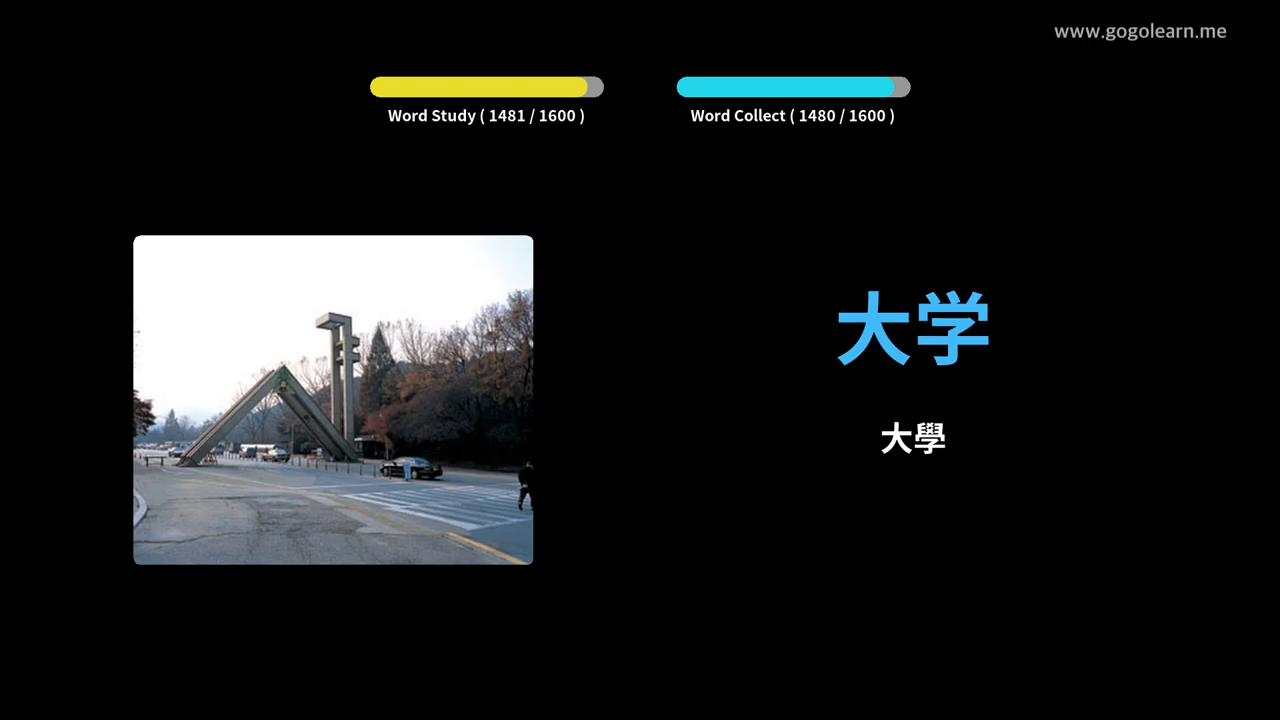 www.gogolearn.me
Word Study ( 1481 / 1600 )
Word Collect ( 1480 / 1600 )
大学
大學